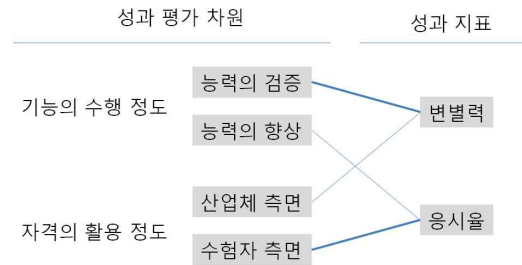 성과 평가 차원
성과 지표
기능의 수행 정도
능력의 검증
능력의 향상
변별력
자격의 활용 정도
산업체 측면
수험자 측면
응시율